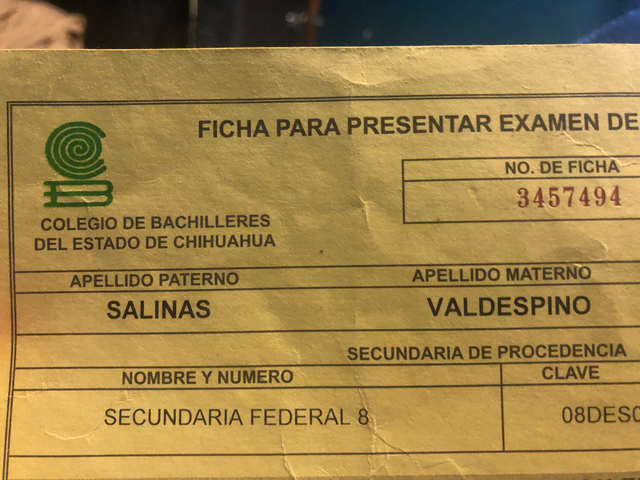 FICHA PARA PRESENTAR EXAMEN DE
NO. DE FICHA
3457494
COLEGIO DE BACHILLERES
DEL ESTADO DE CHIHUAHUA
APELLIDO PATERNO APELLIDO MATERNO
SALINAS VALDESPINO
SECUNDARIA DE PROCEDENCIA
NOMBRE Y NUMERO CLAVE
SECUNDARIA FEDERAL 8 08DES0